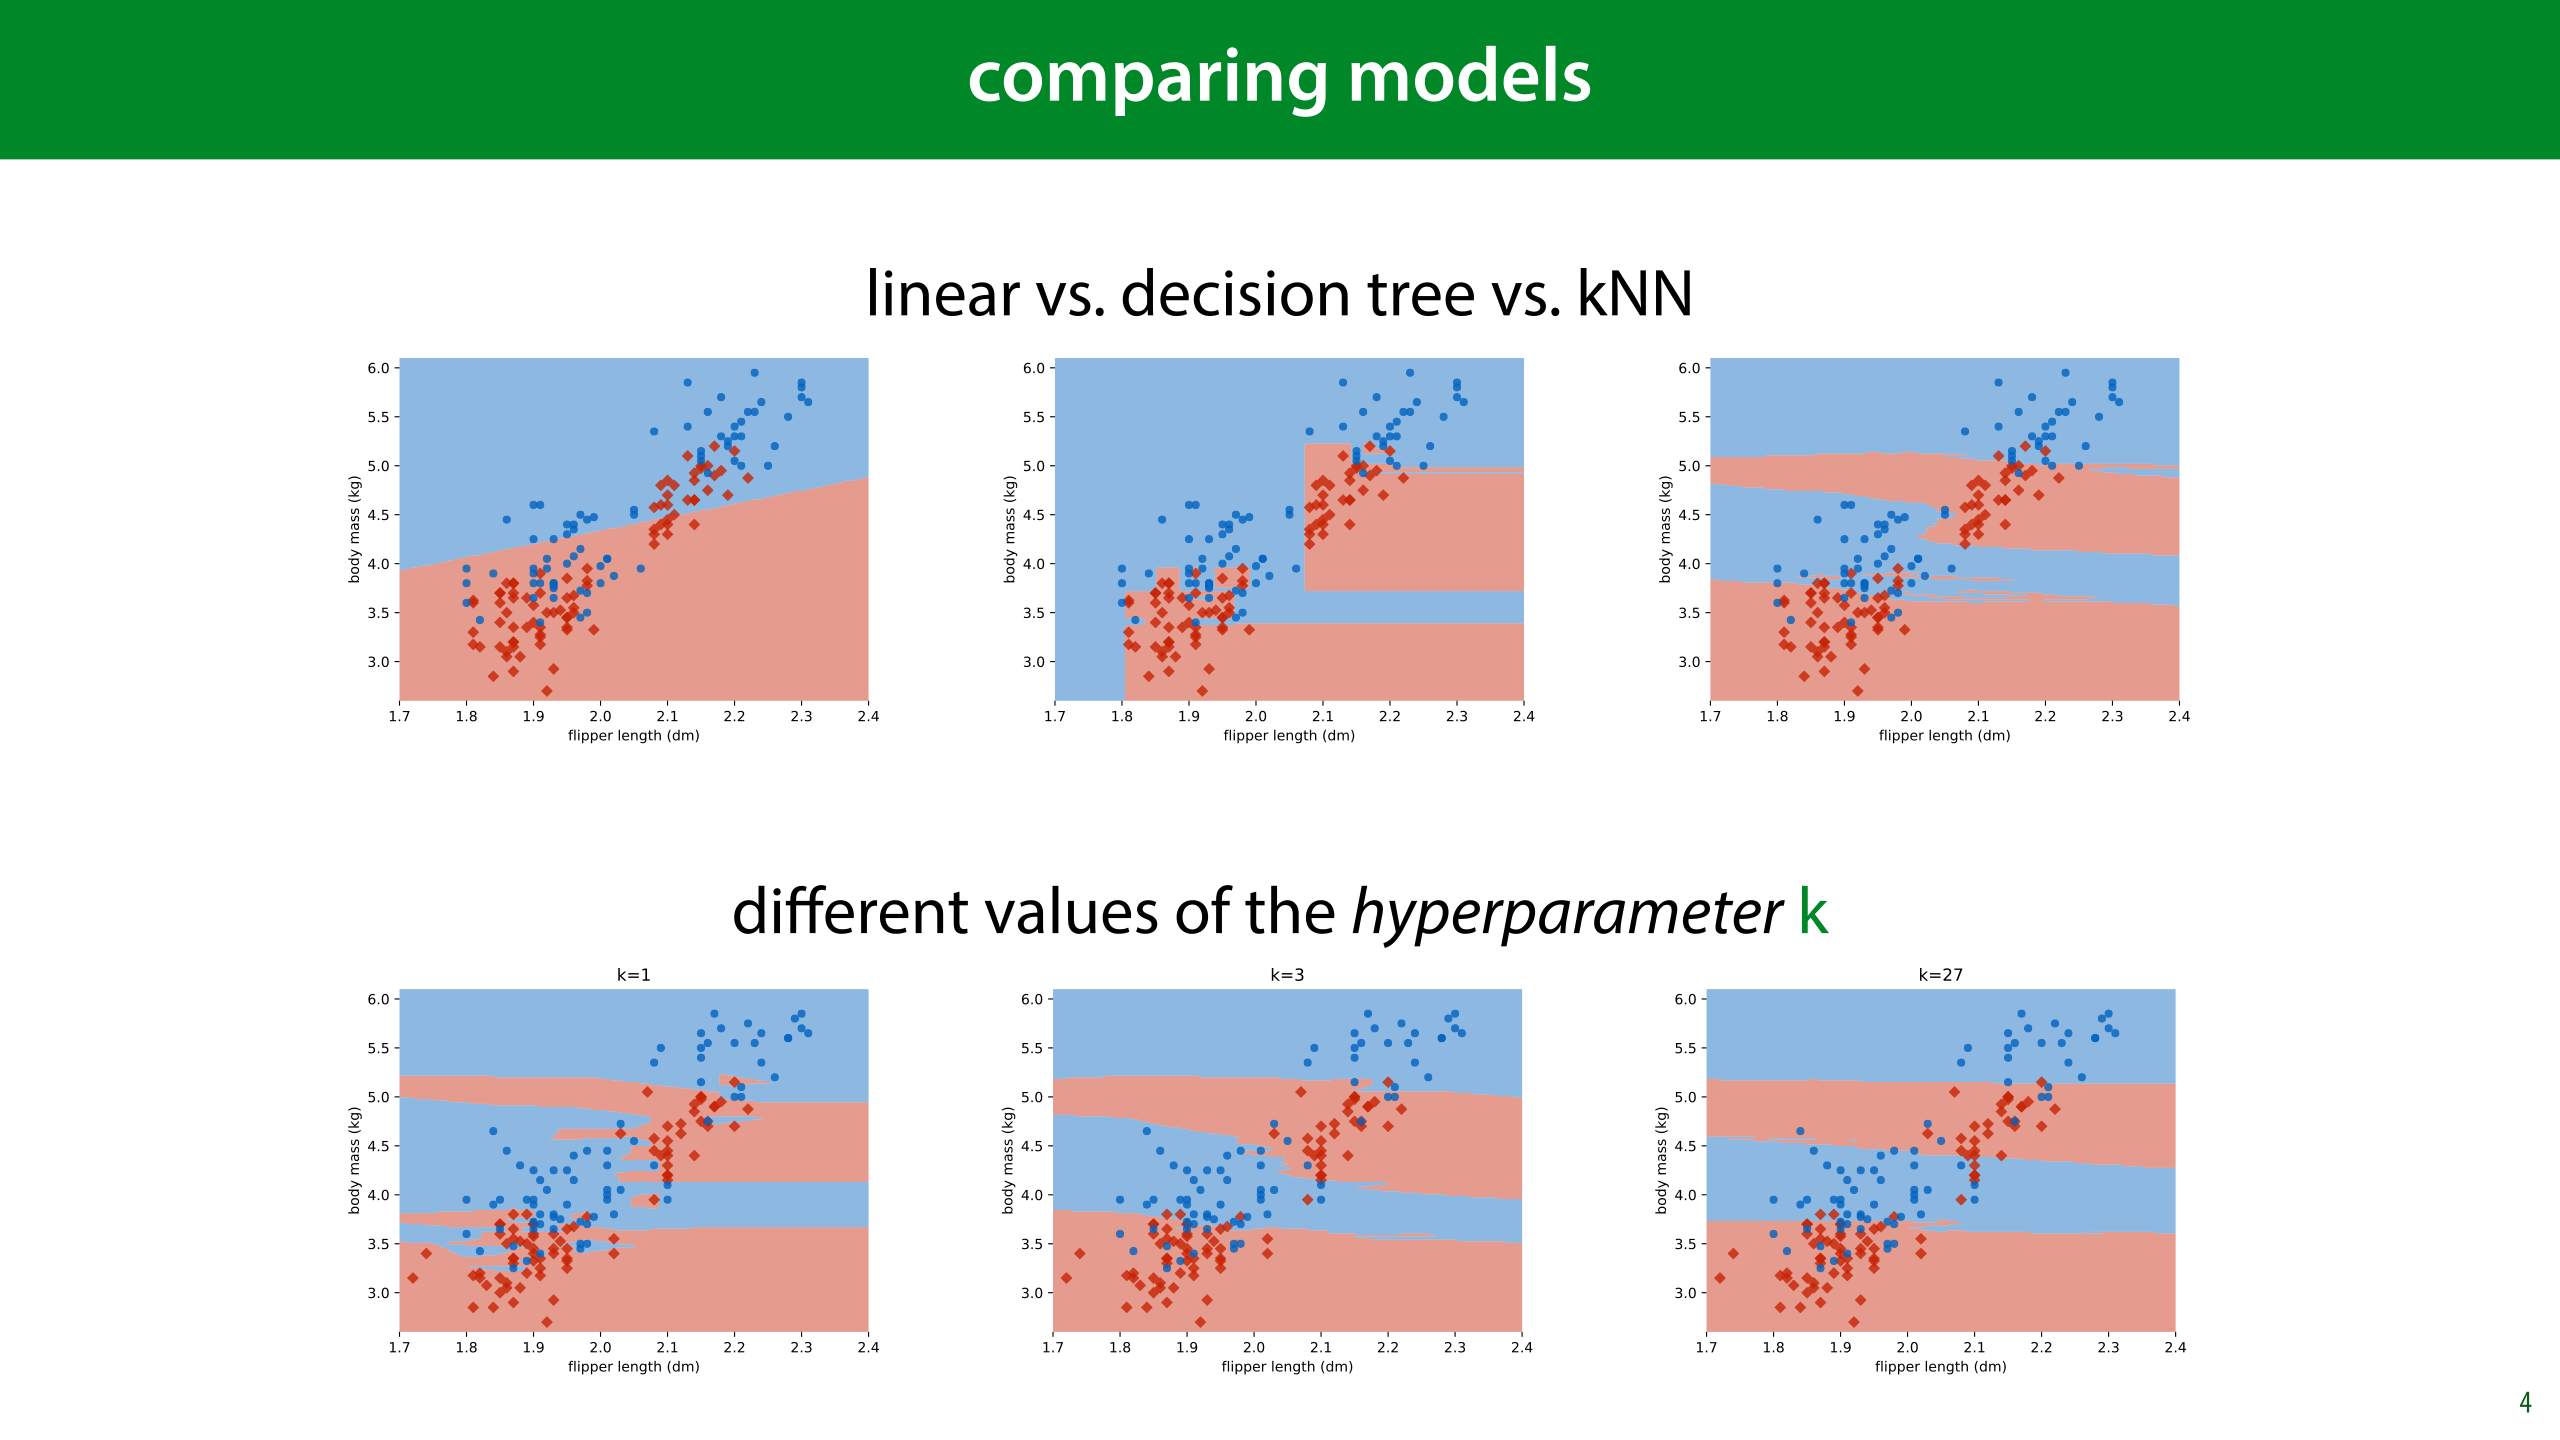 comparing models
linear vs. decision tree vs. kNN
6.0
5.5
5.0
4.5
4.0
3.5
3.0
body mass (kg)
1.7 1.8 1.9 2.0 2.1 2.2 2.3 2.4
flipper length (dm)
6.0
5.5
5.0
4.5
4.0
3.5
3.0
body mass (kg)
1.7 1.8 1.9 2.0 2.1 2.2 2.3 2.4
flipper length (dm)
6.0
5.5
5.0
4.5
4.0
3.5
3.0
body mass (kg)
1.7 1.8 1.9 2.0 2.1 2.2 2.3 2.4
flipper length (dm)
different values of the hyperparameter k
k=1
6.0
5.5
5.0
4.5
4.0
3.5
3.0
body mass (kg)
1.7 1.8 1.9 2.0 2.1 2.2 2.3 2.4
flipper length (dm)
k=3
6.0
5.5
5.0
4.5
4.0
3.5
3.0
body mass (kg)
1.7 1.8 1.9 2.0 2.1 2.2 2.3 2.4
flipper length (dm)
k=27
6.0
5.5
5.0
4.5
4.0
3.5
3.0
body mass (kg)
1.7 1.8 1.9 2.0 2.1 2.2 2.3 2.4
flipper length (dm)
4